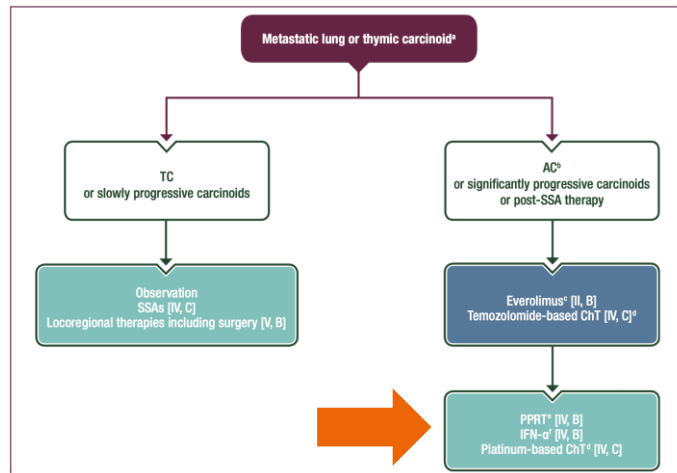 Metastatic lung or thymic carcinoidᵃ
TC
or slowly progressive carcinoids
ACᵇ
or significantly progressive carcinoids
or post-SSA therapy
Observation
SSAs [IV, C]
Locoregional therapies including surgery [V, B]
Everolimusᶜ [II, B]
Temozolomide-based ChT [IV, C]ᵈ
PPRTᵉ [IV, B]
IFN-αᶠ [IV, B]
Platinum-based ChTᵈ [IV, C]